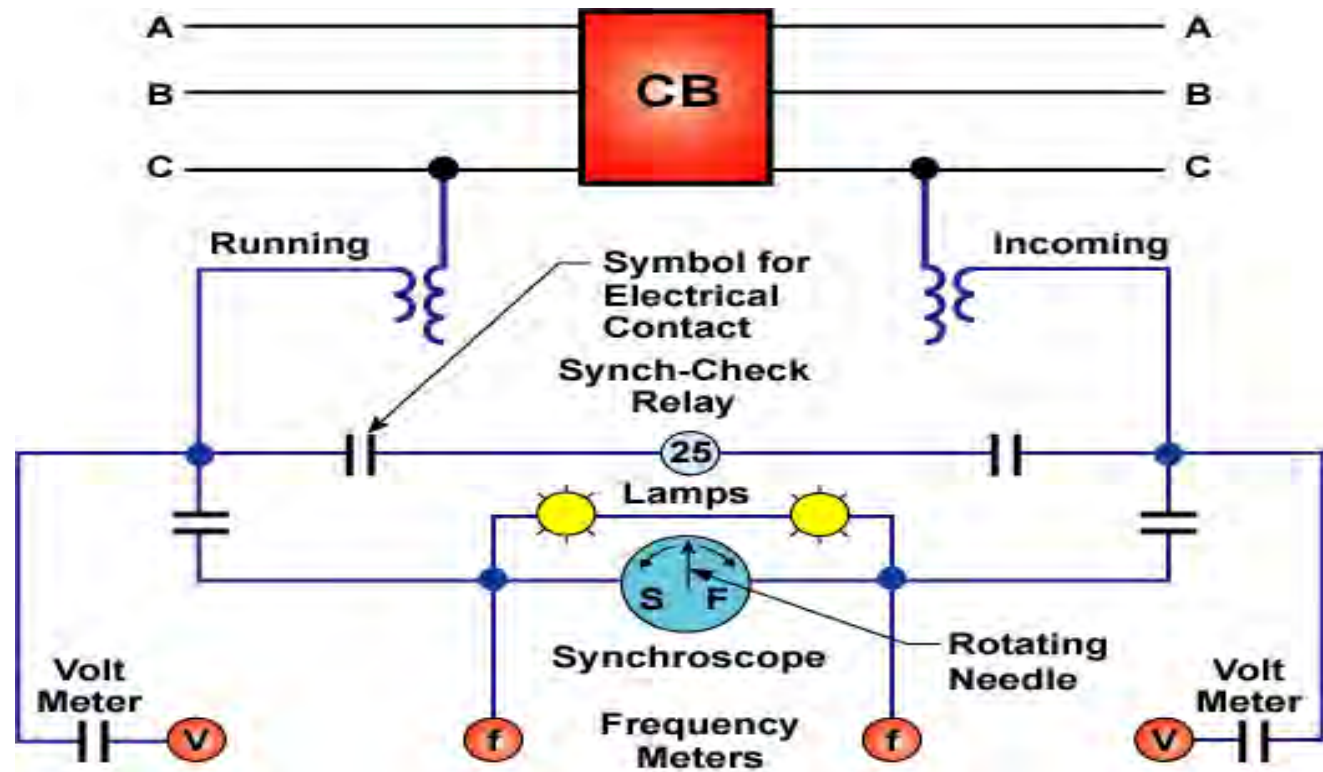 A
A
CB
B
B
C
C
Running
Incoming
Symbol for
Electrical
Contact
Synch-Check
Relay
25
Lamps
S
F
Synchroscope
Rotating
Needle
Volt
Meter
Volt
Meter
Frequency
Meters
V
f
f
V